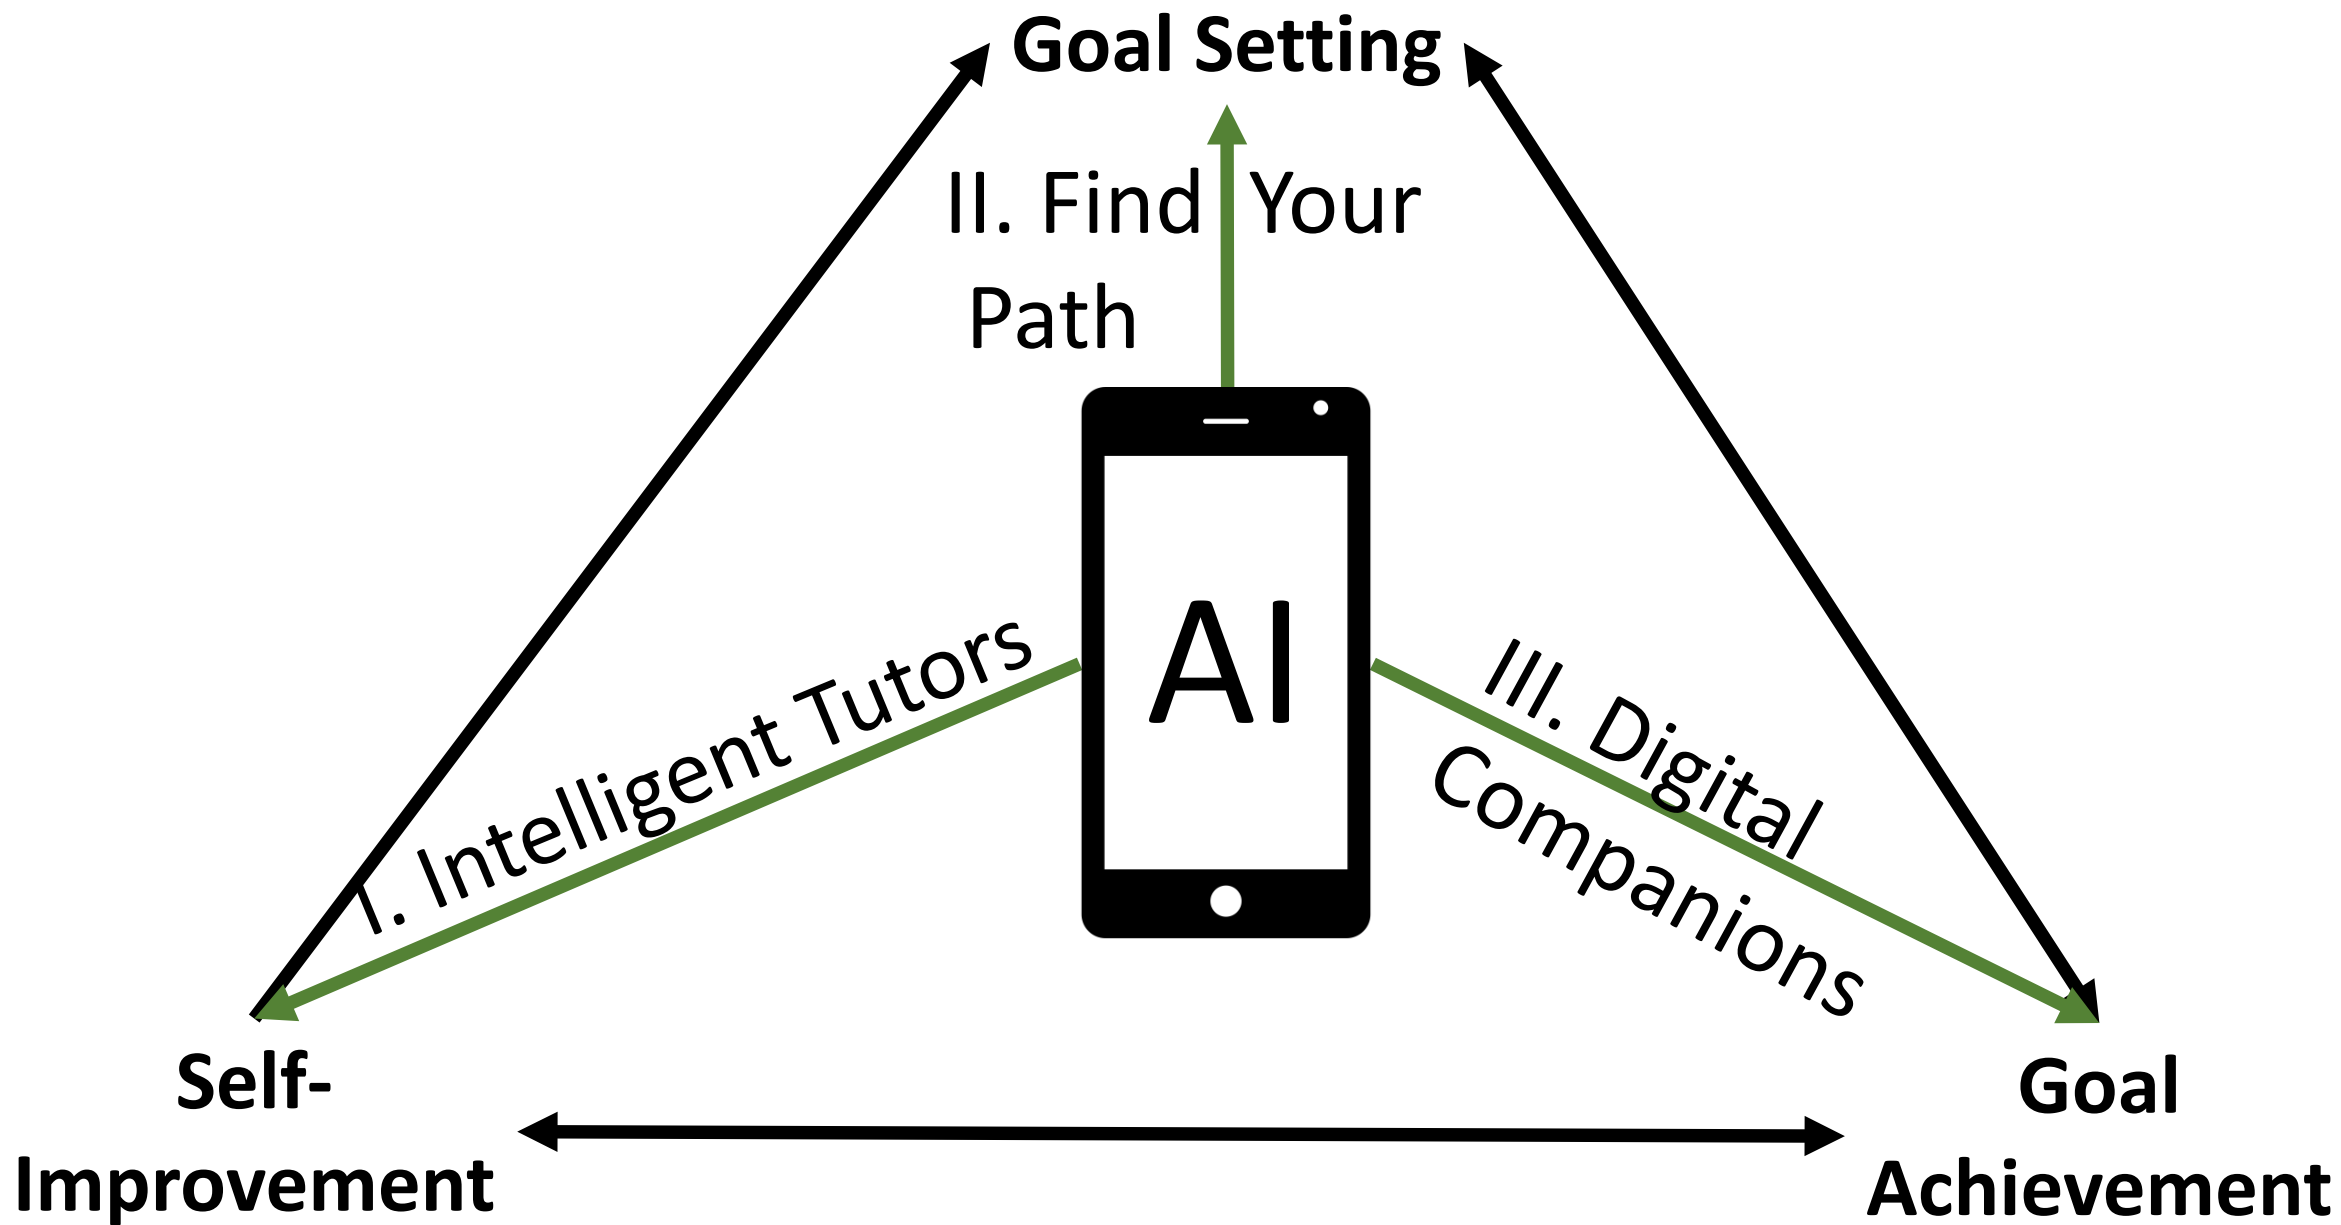 Goal Setting
II. Find Your
Path
AI
I. Intelligent Tutors
III. Digital
Companions
Self-
Improvement
Goal
Achievement